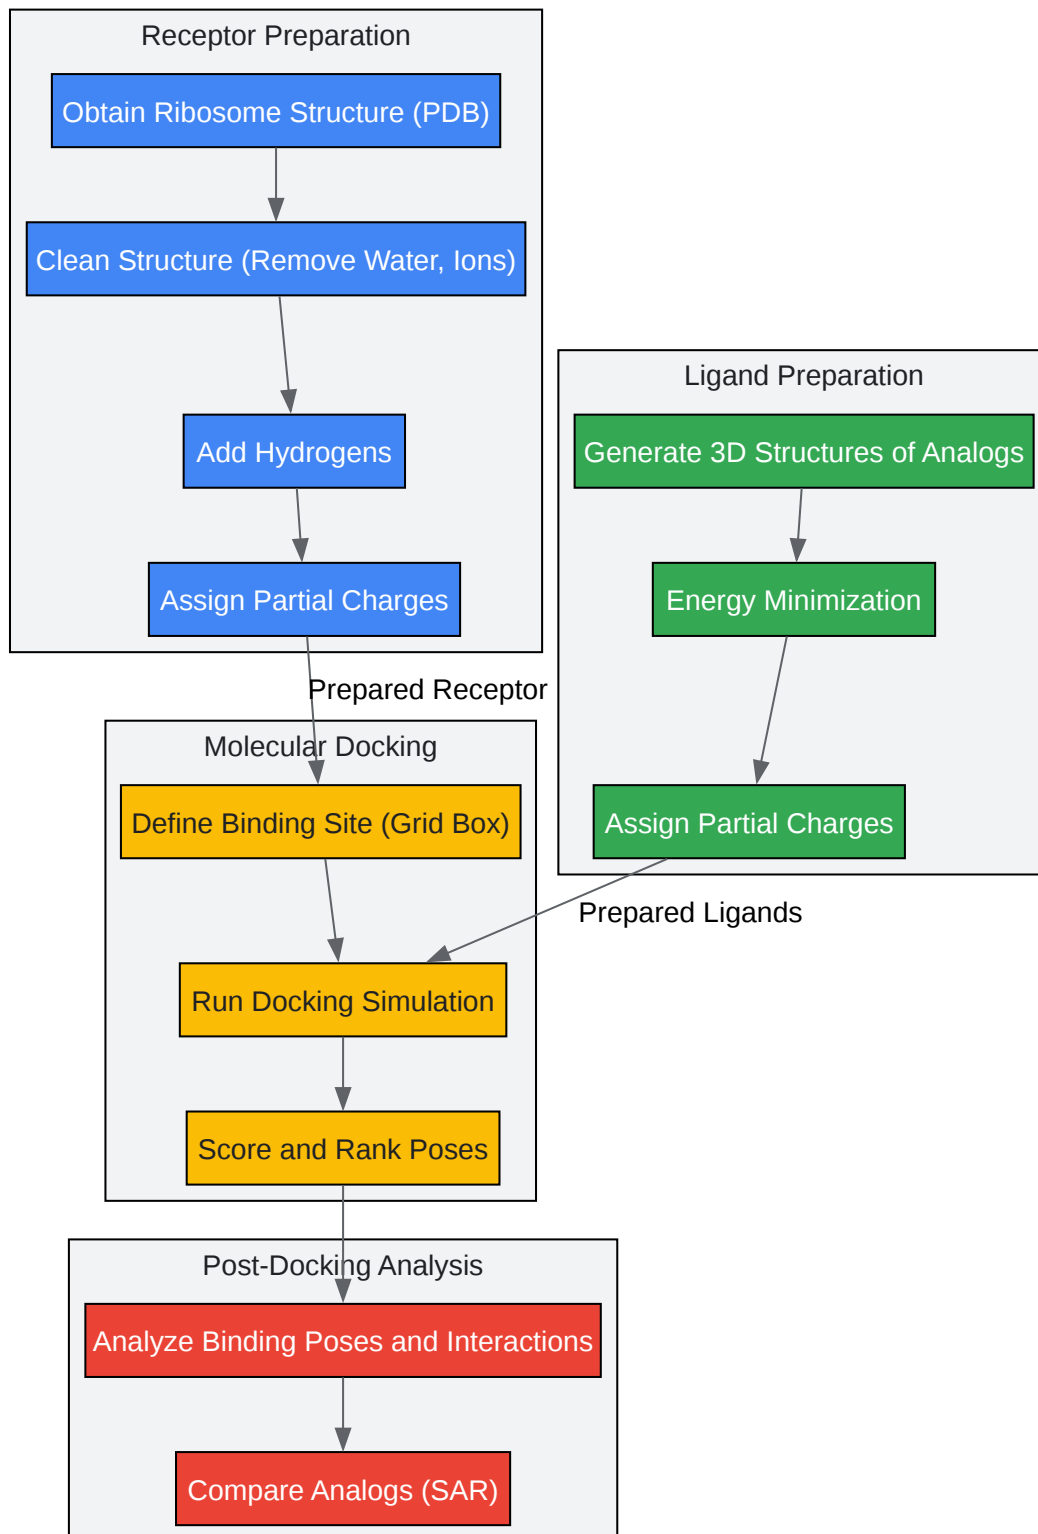 Receptor Preparation
Obtain Ribosome Structure (PDB)
Clean Structure (Remove Water, Ions)
Add Hydrogens
Assign Partial Charges
Ligand Preparation
Generate 3D Structures of Analogs
Energy Minimization
Assign Partial Charges
Prepared Receptor
Prepared Ligands
Molecular Docking
Define Binding Site (Grid Box)
Run Docking Simulation
Score and Rank Poses
Post-Docking Analysis
Analyze Binding Poses and Interactions
Compare Analogs (SAR)